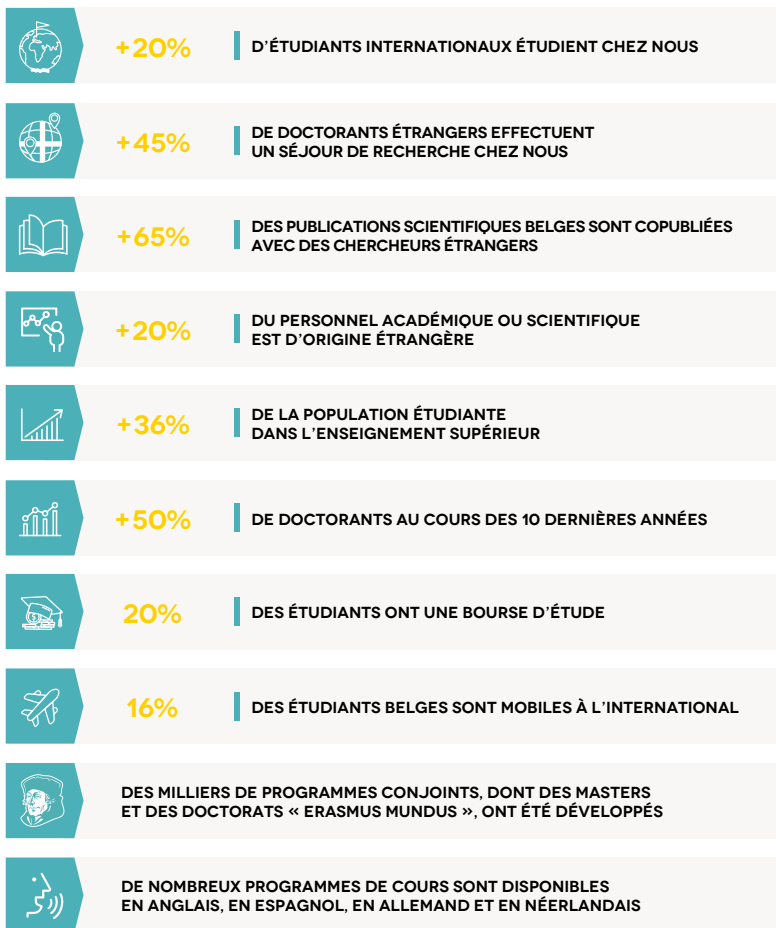 +20%
D'ÉTUDIANTS INTERNATIONAUX ÉTUDIENT CHEZ NOUS
+45%
DE DOCTORANTS ÉTRANGERS EFFECTUENT
UN SÉJOUR DE RECHERCHE CHEZ NOUS
+65%
DES PUBLICATIONS SCIENTIFIQUES BELGES SONT COPUBLIÉES
AVEC DES CHERCHEURS ÉTRANGERS
+20%
DU PERSONNEL ACADÉMIQUE OU SCIENTIFIQUE
EST D'ORIGINE ÉTRANGÈRE
+36%
DE LA POPULATION ÉTUDIANTE
DANS L'ENSEIGNEMENT SUPÉRIEUR
+50%
DE DOCTORANTS AU COURS DES 10 DERNIÈRES ANNÉES
20%
DES ÉTUDIANTS ONT UNE BOURSE D'ÉTUDE
16%
DES ÉTUDIANTS BELGES SONT MOBILES À L'INTERNATIONAL
DES MILLIERS DE PROGRAMMES CONJOINTS, DONT DES MASTERS
ET DES DOCTORATS « ERASMUS MUNDUS », ONT ÉTÉ DÉVELOPPÉS
DE NOMBREUX PROGRAMMES DE COURS SONT DISPONIBLES
EN ANGLAIS, EN ESPAGNOL, EN ALLEMAND ET EN NÉERLANDAIS